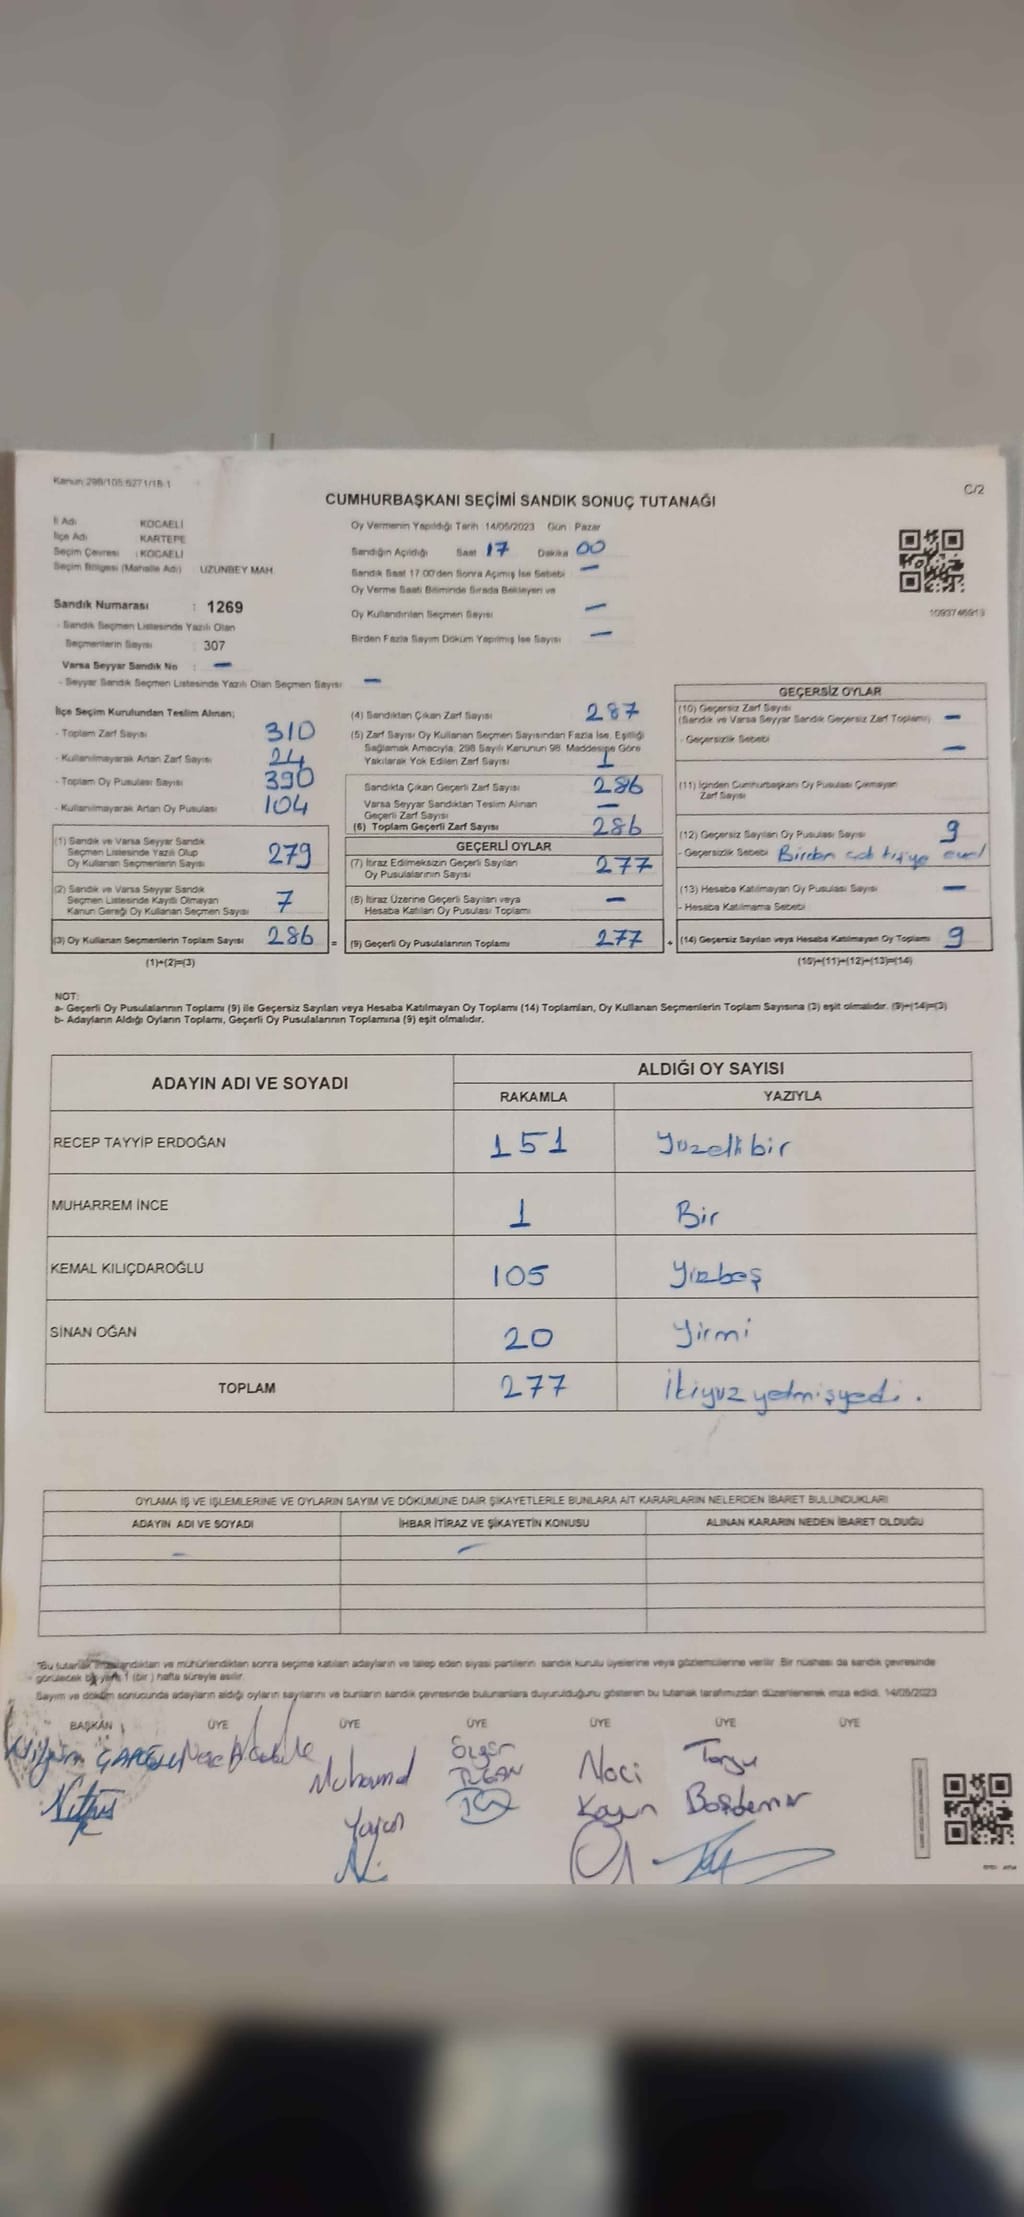 Kanun:298/105:6271/18-1
C/2
CUMHURBAŞKANI SEÇİMİ SANDIK SONUÇ TUTANAĞI
İl Adı KOCAELİ
İlçe Adı KARTEPE
Seçim Çevresi : KOCAELİ
Seçim Bölgesi (Mahalle Adı) UZUNBEY MAH.
Oy Vermenin Yapıldığı Tarih 14/05/2023 Gün : Pazar
Sandığın Açıldığı Saat 17 Dakika 00
Sandık Saat 17:00'den Sonra Açımış İse Sebebi —
Oy Verme Saati Bitiminde Sırada Bekleyen ve
Oy Kullandırılan Seçmen Sayısı —
Birden Fazla Sayım Döküm Yapılmış İse Sayısı —
1093746913
Sandık Numarası : 1269
- Sandık Seçmen Listesinde Yazılı Olan
Seçmenlerin Sayısı : 307
Varsa Seyyar Sandık No : —
- Seyyar Sandık Seçmen Listesinde Yazılı Olan Seçmen Sayısı : —
İlçe Seçim Kurulundan Teslim Alınan;
- Toplam Zarf Sayısı 310
- Kullanılmayarak Artan Zarf Sayısı 24
- Toplam Oy Pusulası Sayısı 390
- Kullanılmayarak Artan Oy Pusulası 104
(1) Sandık ve Varsa Seyyar Sandık
Seçmen Listesinde Yazılı Olup
Oy Kullanan Seçmenlerin Sayısı 279
(2) Sandık ve Varsa Seyyar Sandık
Seçmen Listesinde Kayıtlı Olmayan
Kanun Gereği Oy Kullanan Seçmen Sayısı 7
(3) Oy Kullanan Seçmenlerin Toplam Sayısı 286 =
(1)+(2)=(3)
(4) Sandıktan Çıkan Zarf Sayısı 287
(5) Zarf Sayısı Oy Kullanan Seçmen Sayısından Fazla İse, Eşitliği
Sağlamak Amacıyla, 298 Sayılı Kanunun 98. Maddesine Göre
Yakılarak Yok Edilen Zarf Sayısı 1
Sandıkta Çıkan Geçerli Zarf Sayısı 286
Varsa Seyyar Sandıktan Teslim Alınan
Geçerli Zarf Sayısı —
(6) Toplam Geçerli Zarf Sayısı 286
GEÇERLİ OYLAR
(7) İtiraz Edilmeksizin Geçerli Sayılan
Oy Pusulalarının Sayısı 277
(8) İtiraz Üzerine Geçerli Sayılan veya
Hesaba Katılan Oy Pusulası Toplamı —
(9) Geçerli Oy Pusulalarının Toplamı 277 +
GEÇERSİZ OYLAR
(10) Geçersiz Zarf Sayısı
(Sandık ve Varsa Seyyar Sandık Geçersiz Zarf Toplamı) —
- Geçersizlik Sebebi —
(11) İçinden Cumhurbaşkanı Oy Pusulası Çıkmayan
Zarf Sayısı
(12) Geçersiz Sayılan Oy Pusulası Sayısı 9
- Geçersizlik Sebebi Birden çok kişiye evet
(13) Hesaba Katılmayan Oy Pusulası Sayısı —
- Hesaba Katılmama Sebebi
(14) Geçersiz Sayılan veya Hesaba Katılmayan Oy Toplamı 9
(10)+(11)+(12)+(13)=(14)
NOT:
a- Geçerli Oy Pusulalarının Toplamı (9) ile Geçersiz Sayılan veya Hesaba Katılmayan Oy Toplamı (14) Toplamları, Oy Kullanan Seçmenlerin Toplam Sayısına (3) eşit olmalıdır. (9)+(14)=(3)
b- Adayların Aldığı Oyların Toplamı, Geçerli Oy Pusulalarının Toplamına (9) eşit olmalıdır.
ADAYIN ADI VE SOYADI ALDIĞI OY SAYISI
RAKAMLA YAZIYLA
RECEP TAYYİP ERDOĞAN 151 Yüzellibir
MUHARREM İNCE 1 Bir
KEMAL KILIÇDAROĞLU 105 Yüzbeş
SİNAN OĞAN 20 Yirmi
TOPLAM 277 İkiyüz yetmişyedi.
OYLAMA İŞ VE İŞLEMLERİNE VE OYLARIN SAYIM VE DÖKÜMÜNE DAİR ŞİKAYETLERLE BUNLARA AİT KARARLARIN NELERDEN İBARET BULUNDUKLARI
ADAYIN ADI VE SOYADI İHBAR İTİRAZ VE ŞİKAYETİN KONUSU ALINAN KARARIN NEDEN İBARET OLDUĞU
— —
"Bu tutanak imzalandıktan ve mühürlendikten sonra seçime katılan adayların ve talep eden siyasi partilerin sandık kurulu üyelerine veya gözlemcilerine verilir. Bir nüshası da sandık çevresinde
görülecek bir yere 1 (bir) hafta süreyle asılır.
Sayım ve döküm sonucunda adayların aldığı oyların sayılarını ve bunların sandık çevresinde bulunanlara duyurulduğunu gösteren bu tutanak tarafımızdan düzenlenerek imza edildi. 14/05/2023
BAŞKAN ÜYE ÜYE ÜYE ÜYE ÜYE ÜYE
Muhammed Naci
TUGAN Kayun Başdemir